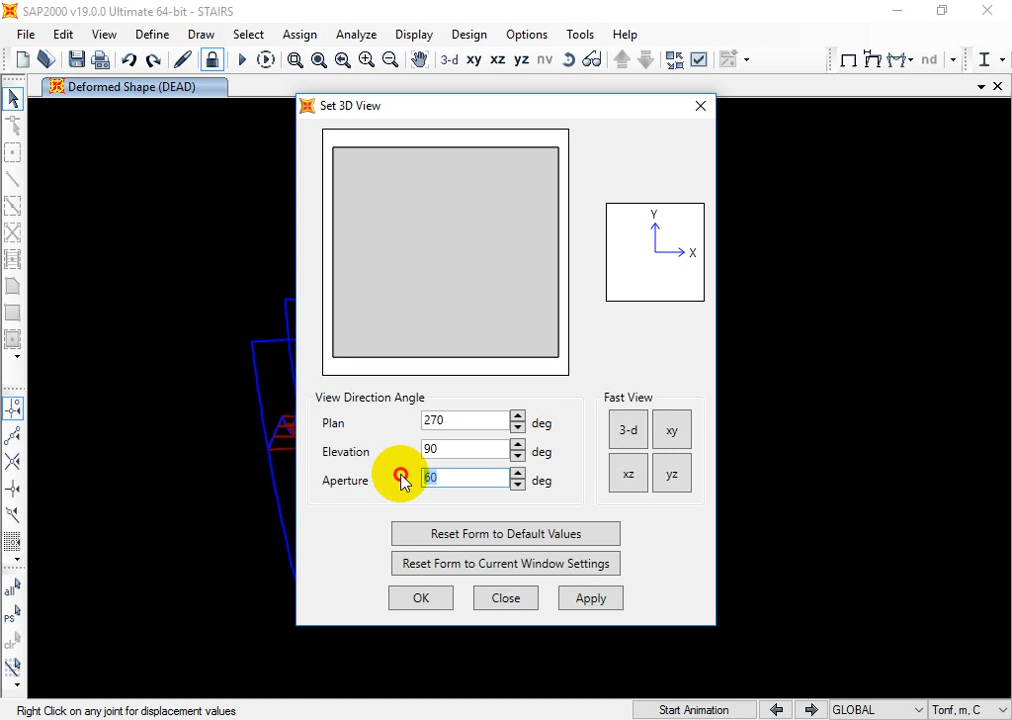 SAP2000 v19.0.0 Ultimate 64-bit - STAIRS
File Edit View Define Draw Select Assign Analyze Display Design Options Tools Help
3-d xy xz yz nv nd
Deformed Shape (DEAD)
Set 3D View
Y
X
View Direction Angle
Fast View
Plan 270 deg
3-d xy
Elevation 90 deg
Aperture 60 deg
xz yz
Reset Form to Default Values
Reset Form to Current Window Settings
OK Close Apply
all
PS
clr
Right Click on any joint for displacement values
Start Animation
GLOBAL
Tonf, m, C